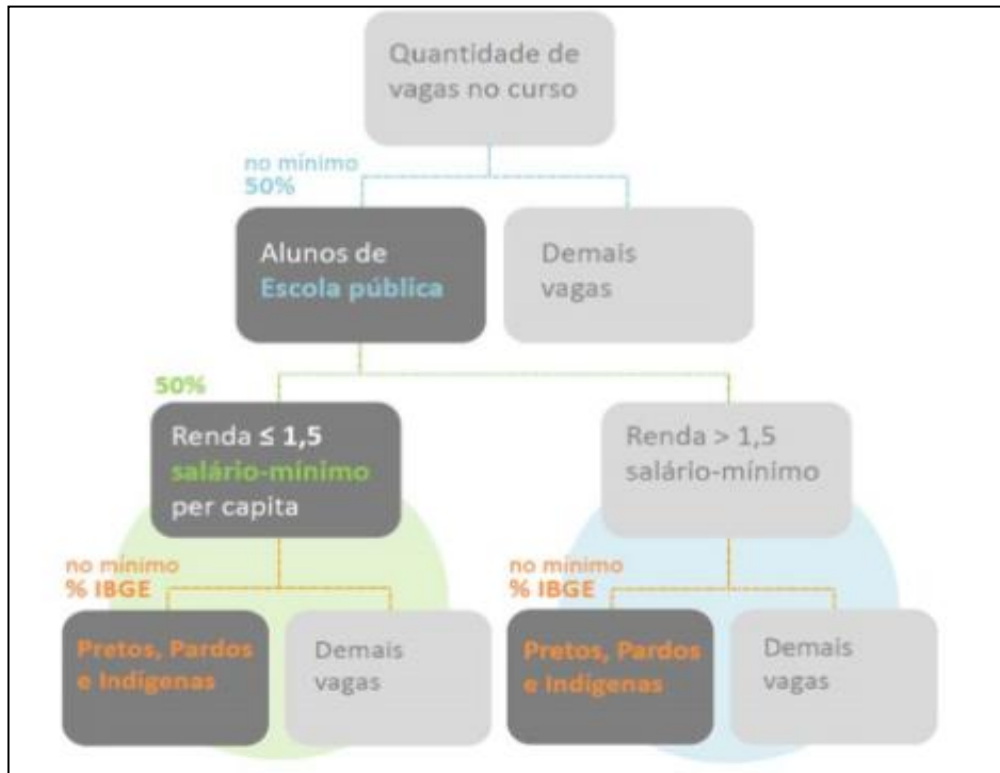 Quantidade de
vagas no curso
no mínimo
50%
Alunos de
Escola pública
Demais
vagas
50%
Renda ≤ 1,5
salário-mínimo
per capita
Renda > 1,5
salário-mínimo
no mínimo
% IBGE
Pretos, Pardos
e Indígenas
Demais
vagas
no mínimo
% IBGE
Pretos, Pardos
e Indígenas
Demais
vagas